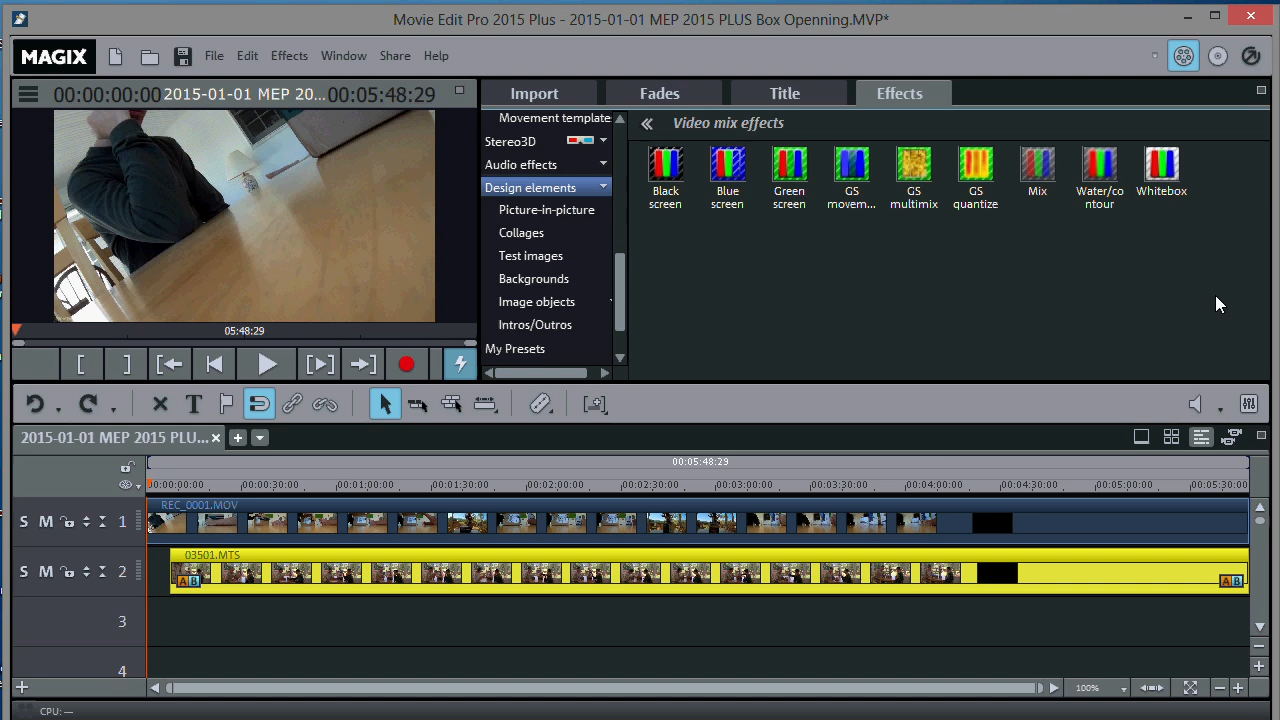 Movie Edit Pro 2015 Plus - 2015-01-01 MEP 2015 PLUS Box Openning.MVP*
MAGIX File Edit Effects Window Share Help
00:00:00:00 2015-01-01 MEP 20... 00:05:48:29
Import Fades Title Effects
Movement template
Stereo3D
Audio effects
Design elements
Picture-in-picture
Collages
Test images
Backgrounds
Image objects
Intros/Outros
My Presets
Video mix effects
Black screen
Blue screen
Green screen
GS movem...
GS multimix
GS quantize
Mix
Water/contour
Whitebox
05:48:29
2015-01-01 MEP 2015 PLU...
00:05:48:29
00:00:00:00 00:00:30:00 00:01:00:00 00:01:30:00 00:02:00:00 00:02:30:00 00:03:00:00 00:04:00:00 00:04:30:00 00:05:00:00 00:05:30:00
REC_0001.MOV
S M 1
03501.MTS
S M 2
A B A B
3
4
100%
CPU: —